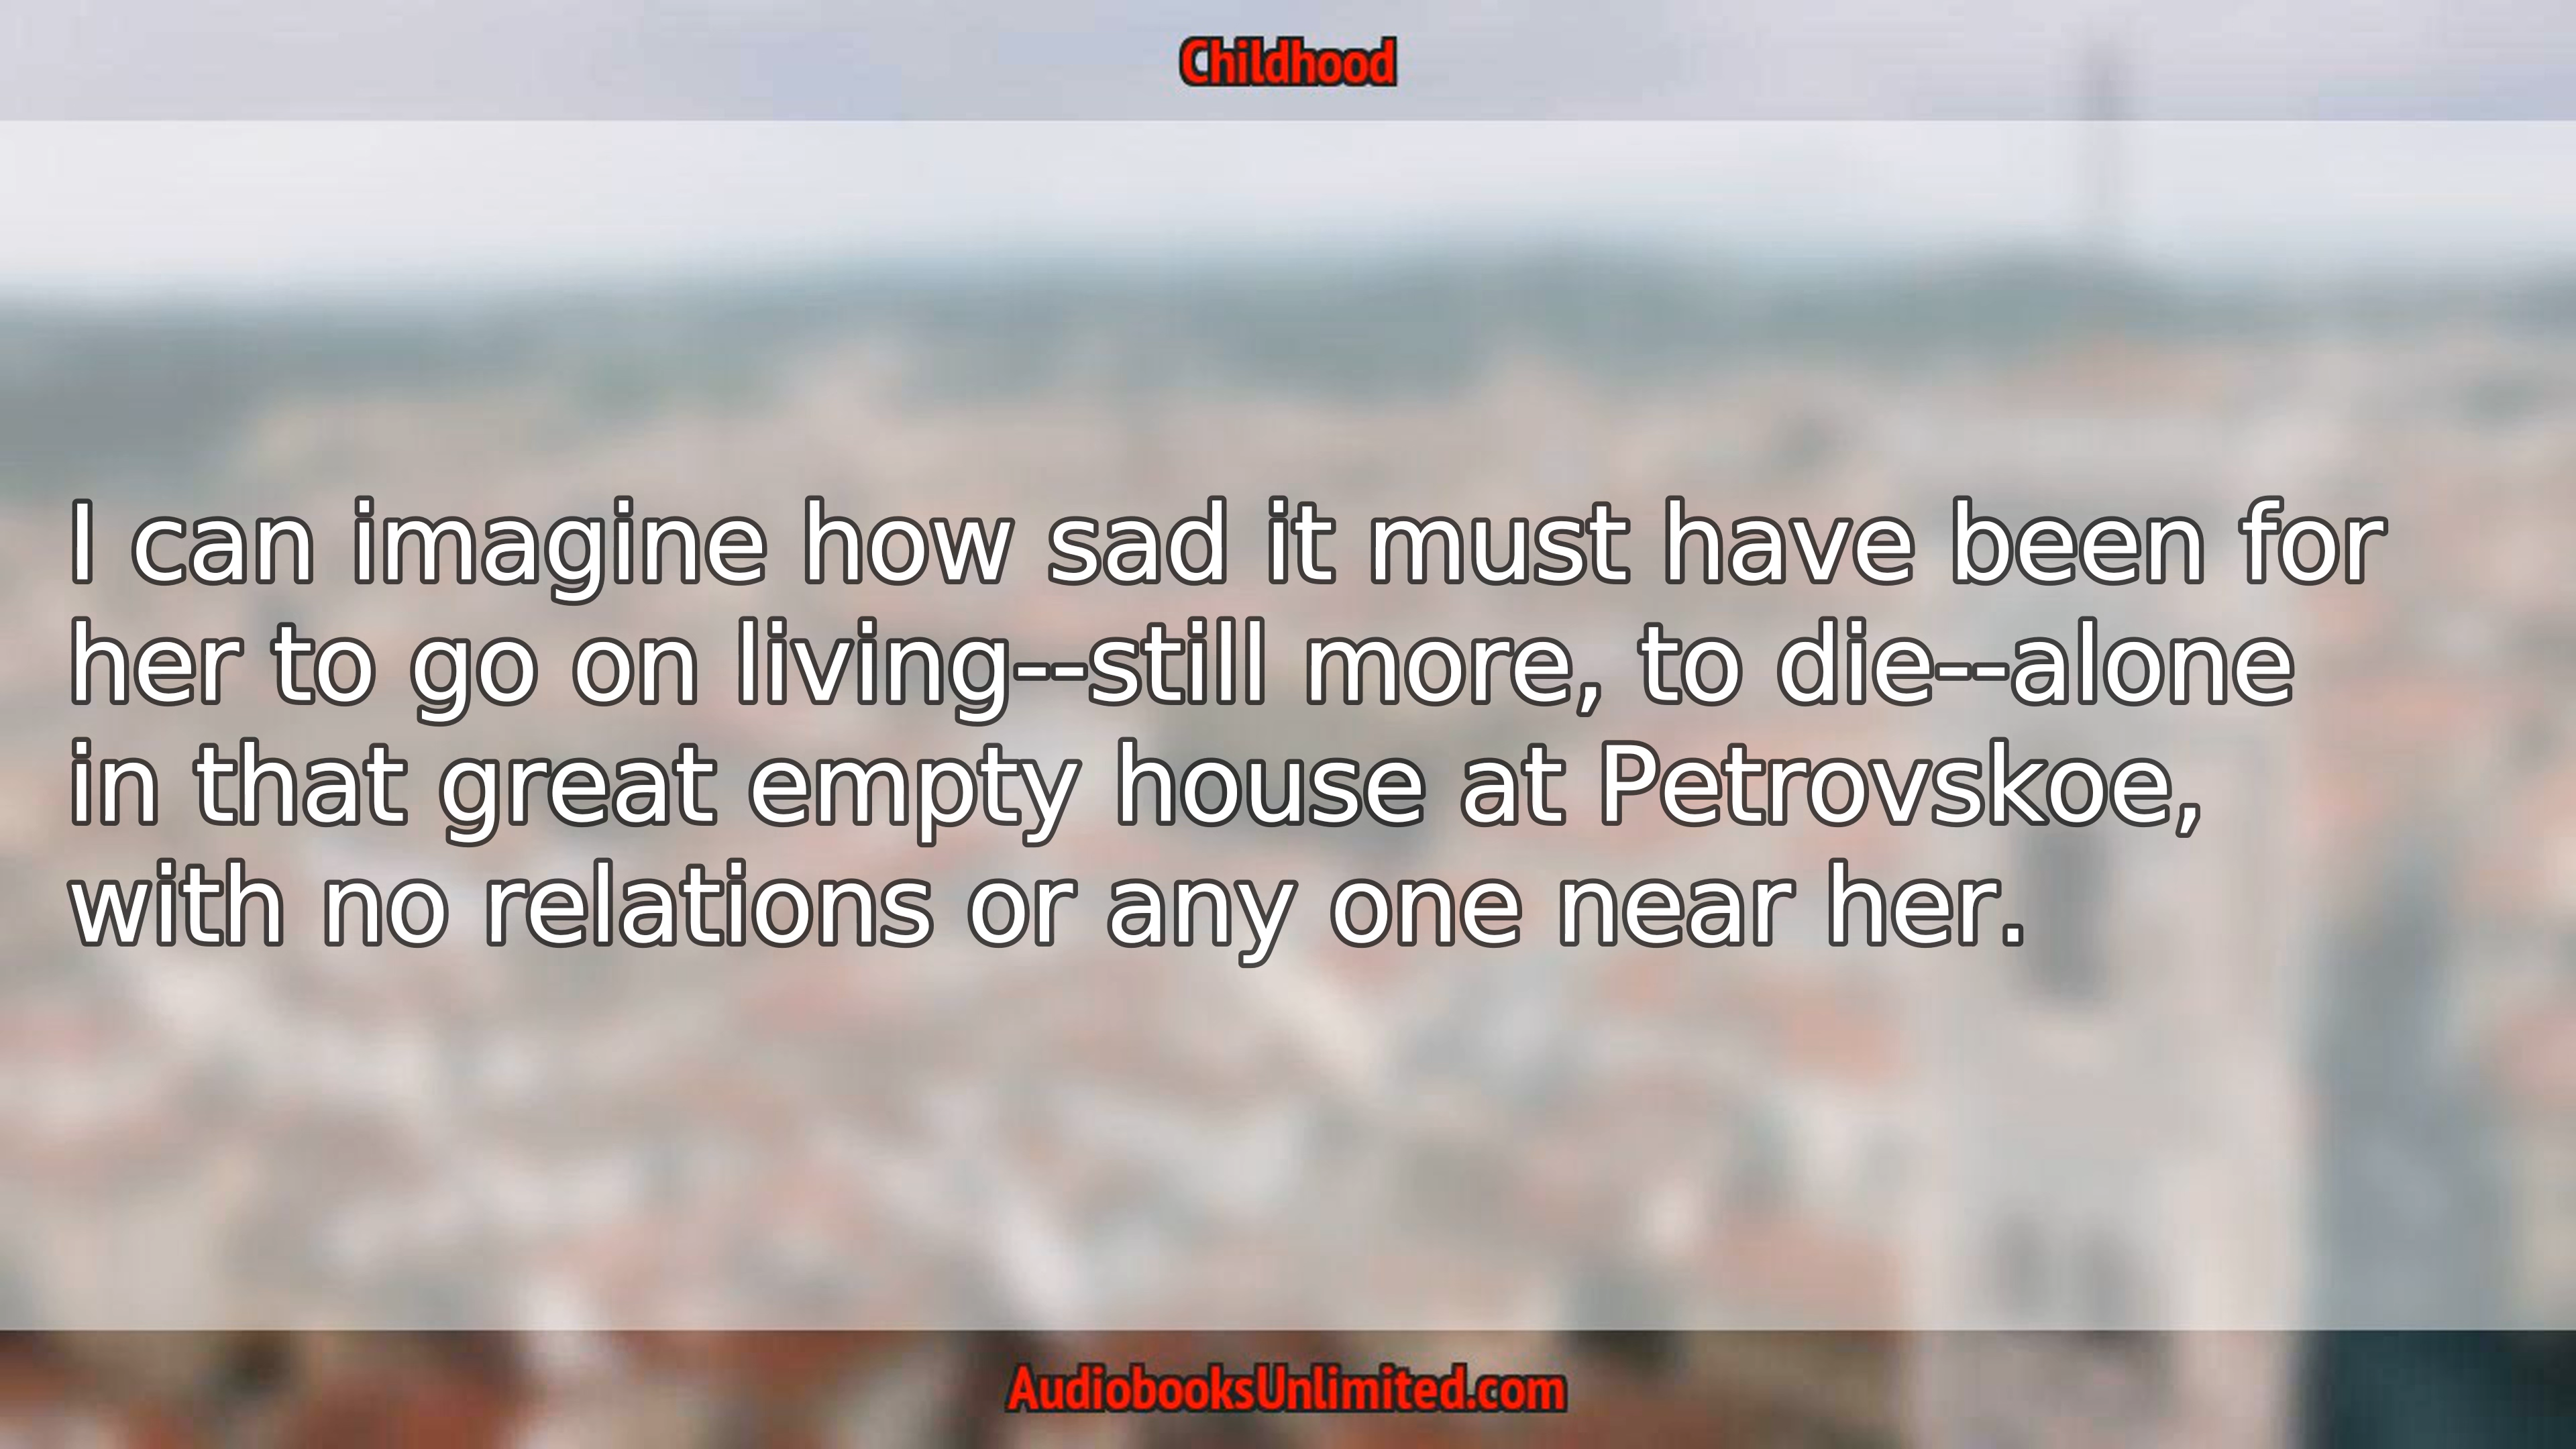 Childhood
I can imagine how sad it must have been for
her to go on living--still more, to die--alone
in that great empty house at Petrovskoe,
with no relations or any one near her.
AudiobooksUnlimited.com